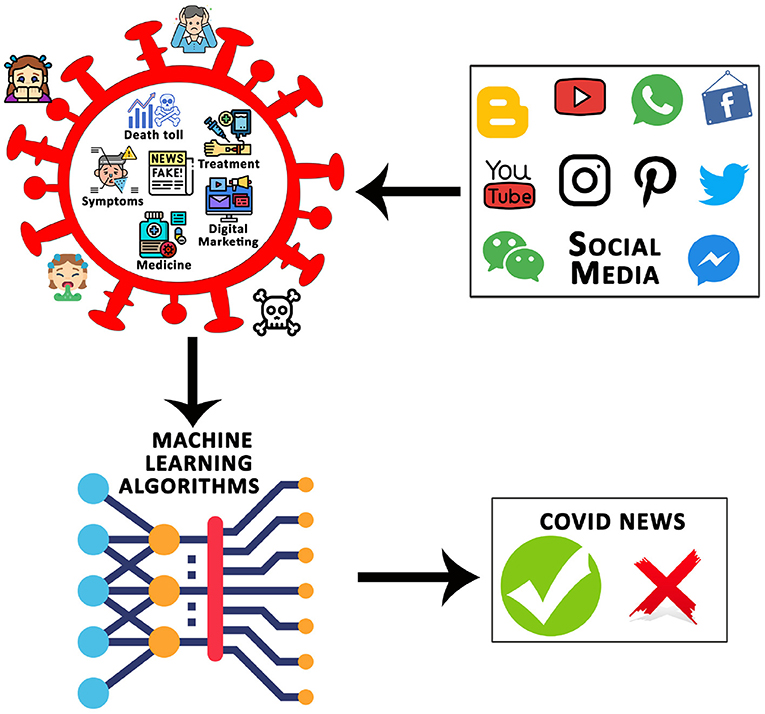 Death toll
NEWS
FAKE!
Treatment
Symptoms
Digital
Marketing
Medicine
You
Tube
SOCIAL
MEDIA
MACHINE
LEARNING
ALGORITHMS
COVID NEWS